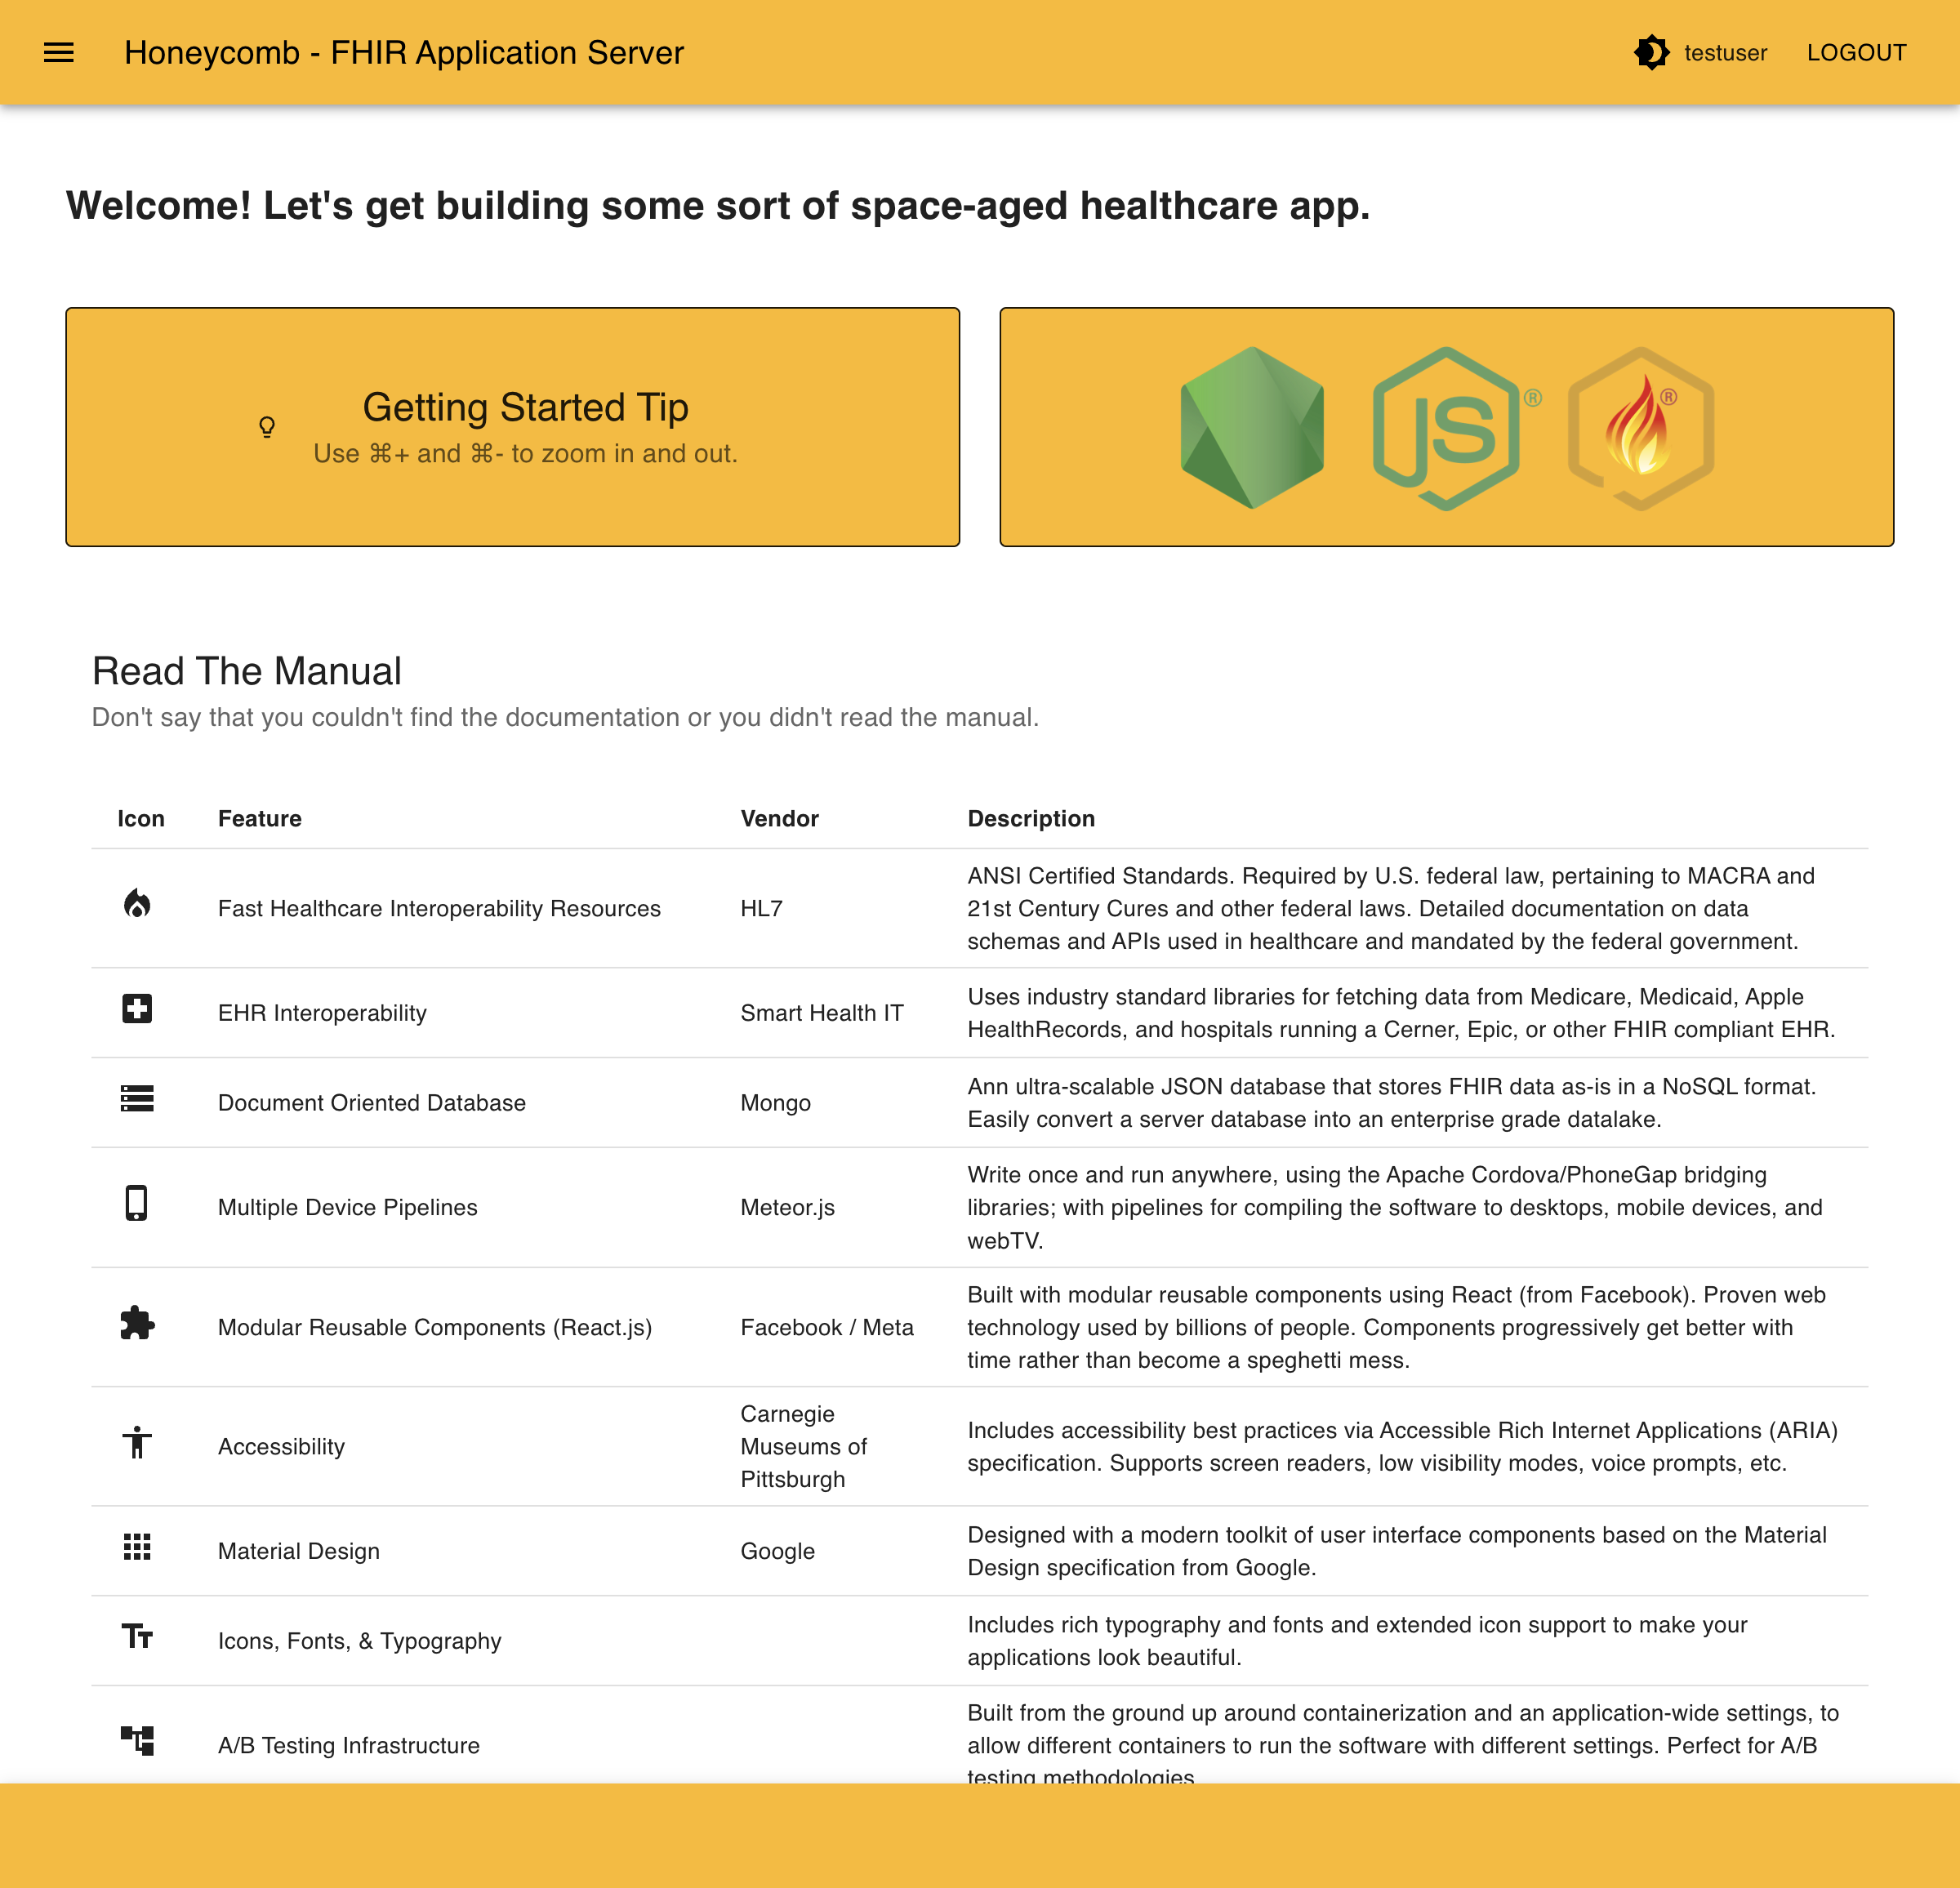 Honeycomb - FHIR Application Server
testuser
LOGOUT
Welcome! Let's get building some sort of space-aged healthcare app.
Getting Started Tip
Use ⌘+ and ⌘- to zoom in and out.
JS®
®
Read The Manual
Don't say that you couldn't find the documentation or you didn't read the manual.
Icon Feature Vendor Description
Fast Healthcare Interoperability Resources
HL7
ANSI Certified Standards. Required by U.S. federal law, pertaining to MACRA and
21st Century Cures and other federal laws. Detailed documentation on data
schemas and APIs used in healthcare and mandated by the federal government.
EHR Interoperability
Smart Health IT
Uses industry standard libraries for fetching data from Medicare, Medicaid, Apple
HealthRecords, and hospitals running a Cerner, Epic, or other FHIR compliant EHR.
Document Oriented Database
Mongo
Ann ultra-scalable JSON database that stores FHIR data as-is in a NoSQL format.
Easily convert a server database into an enterprise grade datalake.
Multiple Device Pipelines
Meteor.js
Write once and run anywhere, using the Apache Cordova/PhoneGap bridging
libraries; with pipelines for compiling the software to desktops, mobile devices, and
webTV.
Modular Reusable Components (React.js)
Facebook / Meta
Built with modular reusable components using React (from Facebook). Proven web
technology used by billions of people. Components progressively get better with
time rather than become a speghetti mess.
Accessibility
Carnegie
Museums of
Pittsburgh
Includes accessibility best practices via Accessible Rich Internet Applications (ARIA)
specification. Supports screen readers, low visibility modes, voice prompts, etc.
Material Design
Google
Designed with a modern toolkit of user interface components based on the Material
Design specification from Google.
Icons, Fonts, & Typography
Includes rich typography and fonts and extended icon support to make your
applications look beautiful.
A/B Testing Infrastructure
Built from the ground up around containerization and an application-wide settings, to
allow different containers to run the software with different settings. Perfect for A/B
testing methodologies